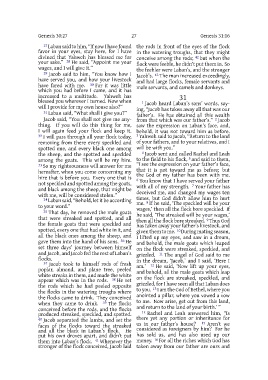 Genesis 30:27 27 Genesis 31:16
27 Laban said to him, "If now I have found
favor in your eyes, stay here, for I have
divined that Yahweh has blessed me for
your sake." 28 He said, "Appoint me your
wages, and I will give it."
29 Jacob said to him, "You know how I
have served you, and how your livestock
have fared with me. 30 For it was little
which you had before I came, and it has
increased to a multitude. Yahweh has
blessed you wherever I turned. Now when
will I provide for my own house also?"
31 Laban said, "What shall I give you?"
Jacob said, "You shall not give me any-
thing. If you will do this thing for me,
I will again feed your flock and keep it.
32 I will pass through all your flock today,
removing from there every speckled and
spotted one, and every black one among
the sheep, and the spotted and speckled
among the goats. This will be my hire.
33 So my righteousness will answer for me
hereafter, when you come concerning my
hire that is before you. Every one that is
not speckled and spotted among the goats,
and black among the sheep, that might be
with me, will be considered stolen."
34 Laban said, "Behold, let it be according
to your word."
35 That day, he removed the male goats
that were streaked and spotted, and all
the female goats that were speckled and
spotted, every one that had white in it, and
all the black ones among the sheep, and
gave them into the hand of his sons. 36 He
set three days' journey between himself
and Jacob, and Jacob fed the rest of Laban's
flocks.
37 Jacob took to himself rods of fresh
poplar, almond, and plane tree, peeled
white streaks in them, and made the white
appear which was in the rods. 38 He set
the rods which he had peeled opposite
the flocks in the watering troughs where
the flocks came to drink. They conceived
when they came to drink. 39 The flocks
conceived before the rods, and the flocks
produced streaked, speckled, and spotted.
40 Jacob separated the lambs, and set the
faces of the flocks toward the streaked
and all the black in Laban's flock. He
put his own droves apart, and didn't put
them into Laban's flock. 41 Whenever the
stronger of the flock conceived, Jacob laid
the rods in front of the eyes of the flock
in the watering troughs, that they might
conceive among the rods; 42 but when the
flock were feeble, he didn't put them in. So
the feebler were Laban's, and the stronger
Jacob's. 43 The man increased exceedingly,
and had large flocks, female servants and
male servants, and camels and donkeys.
31
1 Jacob heard Laban's sons' words, say-
ing, "Jacob has taken away all that was our
father's. He has obtained all this wealth
from that which was our father's." 2 Jacob
saw the expression on Laban's face, and,
behold, it was not toward him as before.
3 Yahweh said to Jacob, "Return to the land
of your fathers, and to your relatives, and I
will be with you."
4 Jacob sent and called Rachel and Leah
to the field to his flock, 5 and said to them,
"I see the expression on your father's face,
that it is not toward me as before; but
the God of my father has been with me.
6 You know that I have served your father
with all of my strength. 7 Your father has
deceived me, and changed my wages ten
times, but God didn't allow him to hurt
me. 8 If he said, 'The speckled will be your
wages,' then all the flock bore speckled. If
he said, 'The streaked will be your wages,'
then all the flock bore streaked. 9 Thus God
has taken away your father's livestock, and
given them to me. 10 During mating season,
I lifted up my eyes, and saw in a dream,
and behold, the male goats which leaped
on the flock were streaked, speckled, and
grizzled. 11 The angel of God said to me
in the dream, 'Jacob,' and I said, 'Here I
am.' 12 He said, 'Now lift up your eyes,
and behold, all the male goats which leap
on the flock are streaked, speckled, and
grizzled, for I have seen all that Laban does
to you. 13 I am the God of Bethel, where you
anointed a pillar, where you vowed a vow
to me. Now arise, get out from this land,
and return to the land of your birth.'"
14 Rachel and Leah answered him, "Is
there yet any portion or inheritance for
us in our father's house? 15 Aren't we
considered as foreigners by him? For he
has sold us, and has also used up our
money. 16 For all the riches which God has
taken away from our father are ours and